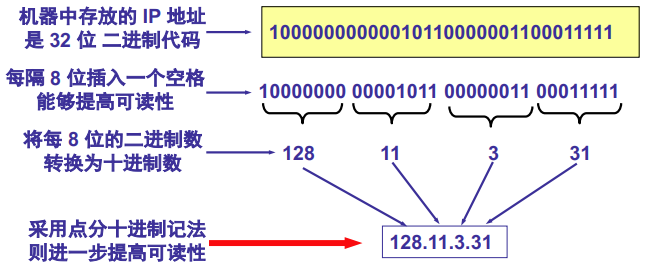 机器中存放的 IP 地址
是 32 位 二进制代码
10000000000010110000001100011111
每隔 8 位插入一个空格
能够提高可读性
10000000 00001011 00000011 00011111
将每 8 位的二进制数
转换为十进制数
128 11 3 31
采用点分十进制记法
则进一步提高可读性
128.11.3.31